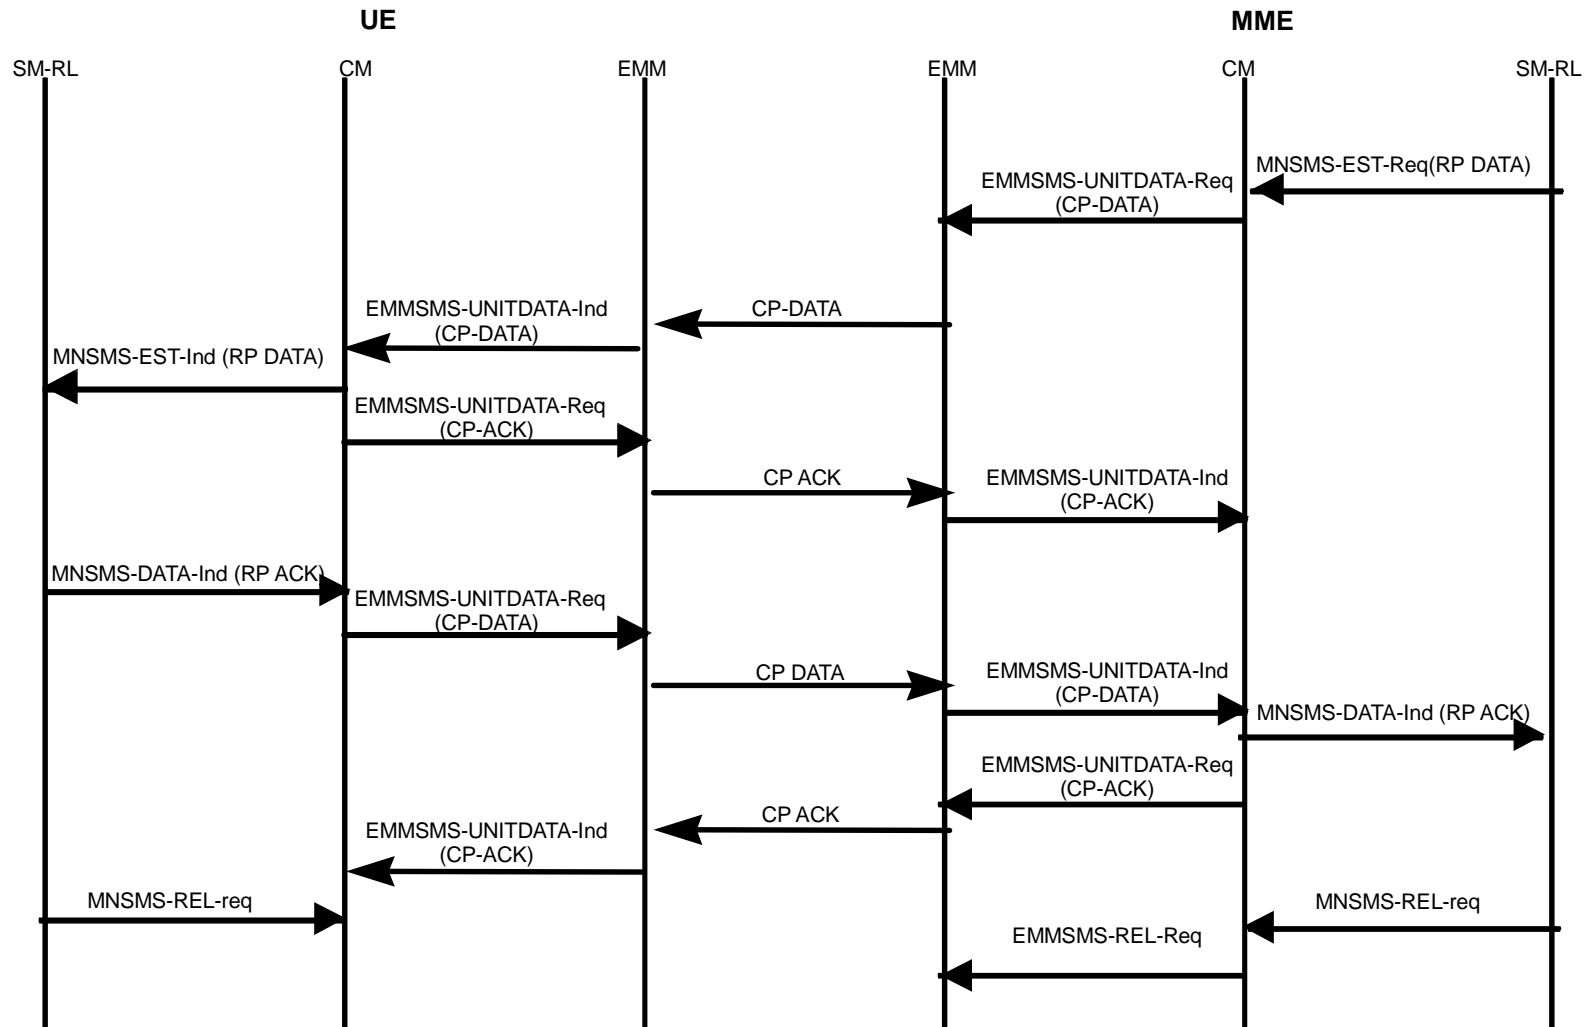 UE
MME
SM-RL
CM
EMM
EMM
CM
SM-RL
MNSMS-EST-Req(RP DATA)
EMMSMS-UNITDATA-Req
(CP-DATA)
CP-DATA
EMMSMS-UNITDATA-Ind
(CP-DATA)
MNSMS-EST-Ind (RP DATA)
EMMSMS-UNITDATA-Req
(CP-ACK)
CP ACK
EMMSMS-UNITDATA-Ind
(CP-ACK)
MNSMS-DATA-Ind (RP ACK)
EMMSMS-UNITDATA-Req
(CP-DATA)
CP DATA
EMMSMS-UNITDATA-Ind
(CP-DATA)
MNSMS-DATA-Ind (RP ACK)
EMMSMS-UNITDATA-Req
(CP-ACK)
CP ACK
EMMSMS-UNITDATA-Ind
(CP-ACK)
MNSMS-REL-req
MNSMS-REL-req
EMMSMS-REL-Req